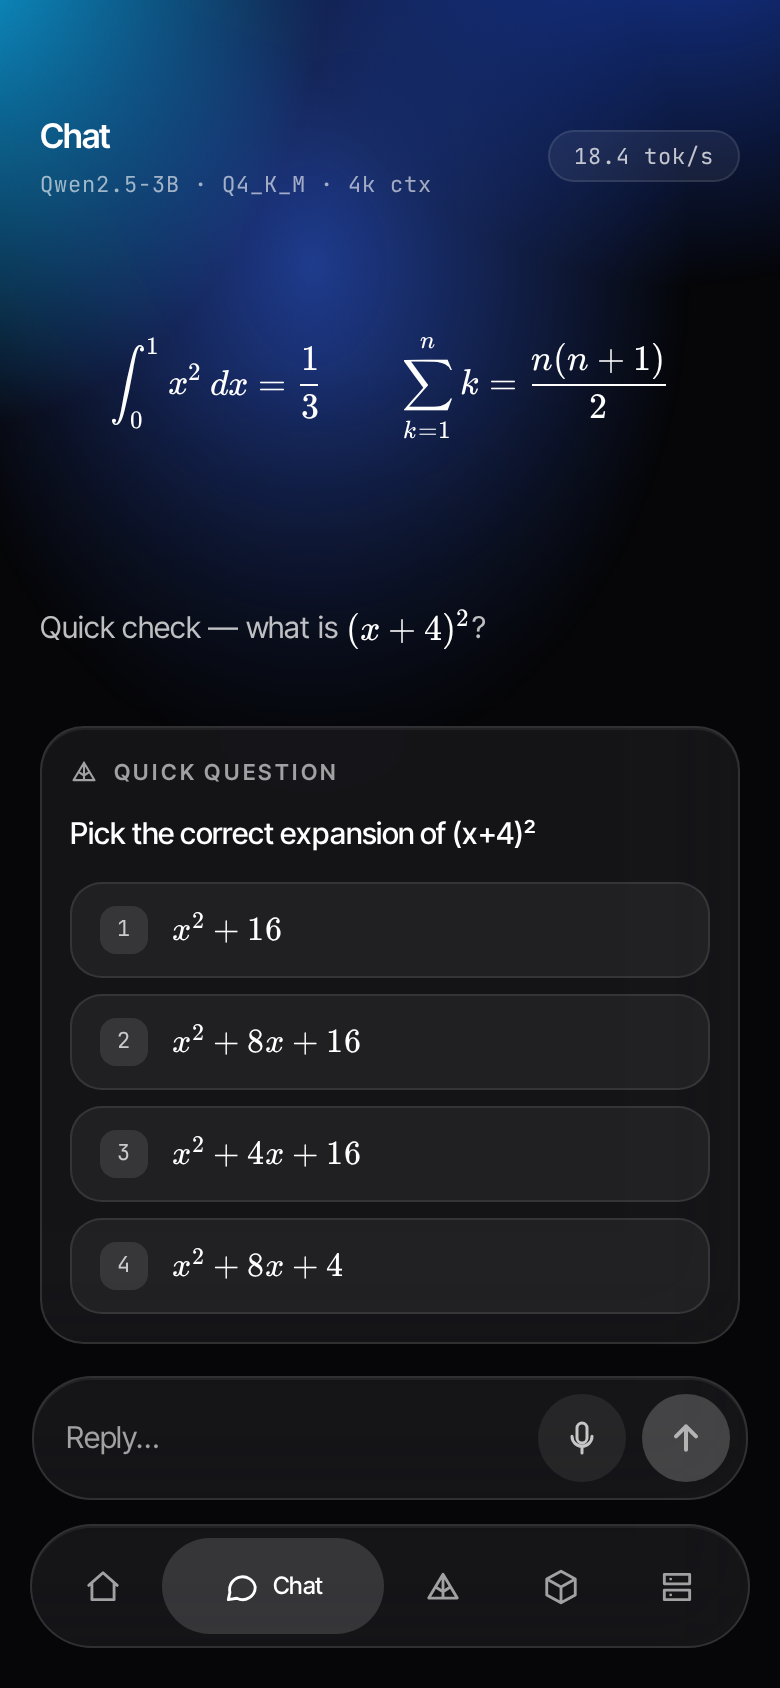 Chat
18.4 tok/s
Qwen2.5-3B · Q4_K_M · 4k ctx
∫₀¹ x² dx = 1/3    ∑ₖ₌₁ⁿ k = n(n + 1)/2
Quick check — what is (x + 4)²?
QUICK QUESTION
Pick the correct expansion of (x+4)²
1 x² + 16
2 x² + 8x + 16
3 x² + 4x + 16
4 x² + 8x + 4
Reply...
Chat